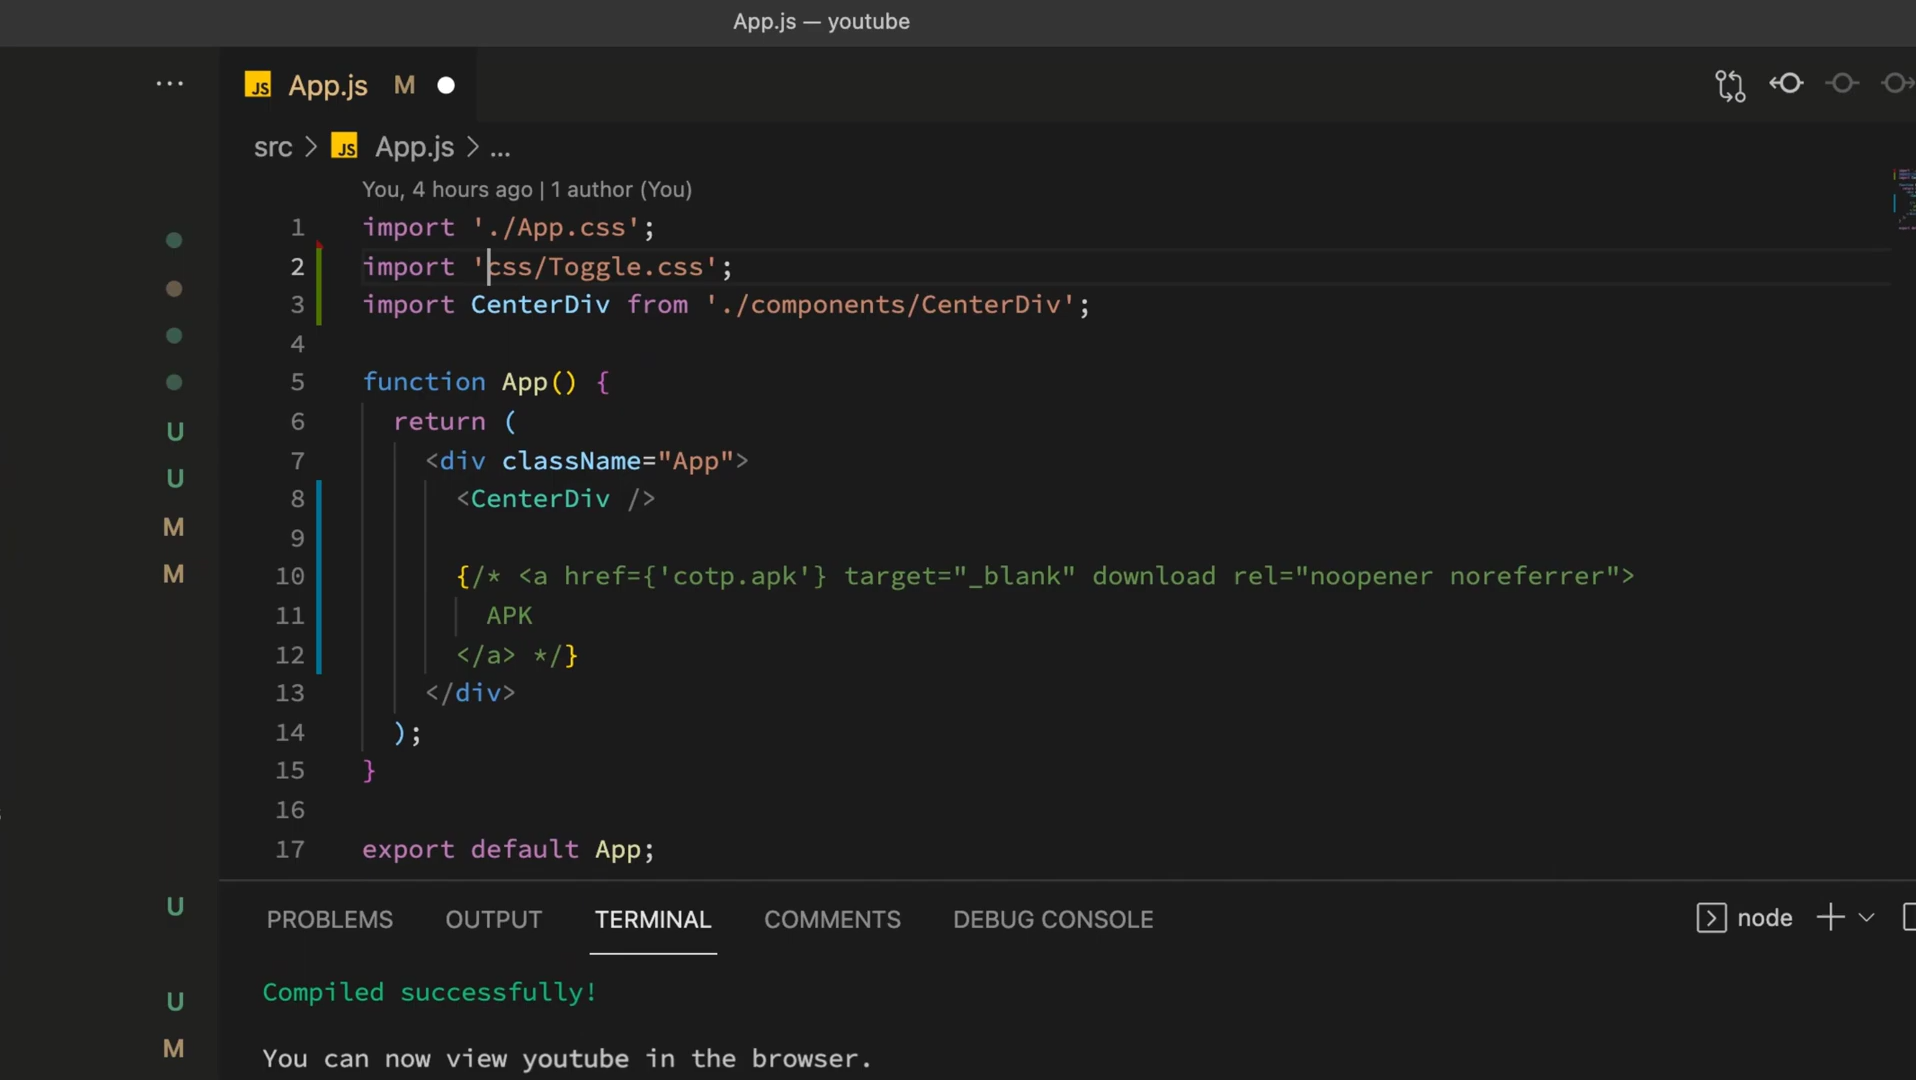 App.js — youtube
... JS App.js M
src > JS App.js > ...
You, 4 hours ago | 1 author (You)
1 import './App.css';
2 import 'css/Toggle.css';
3 import CenterDiv from './components/CenterDiv';
4
5 function App() {
6 return (
7 <div className="App">
8 <CenterDiv />
9
10 {/* <a href={'cotp.apk'} target="_blank" download rel="noopener noreferrer">
11 APK
12 </a> */}
13 </div>
14 );
15 }
16
17 export default App;
U
U
M
M
U
U
M
PROBLEMS OUTPUT TERMINAL COMMENTS DEBUG CONSOLE node
Compiled successfully!
You can now view youtube in the browser.